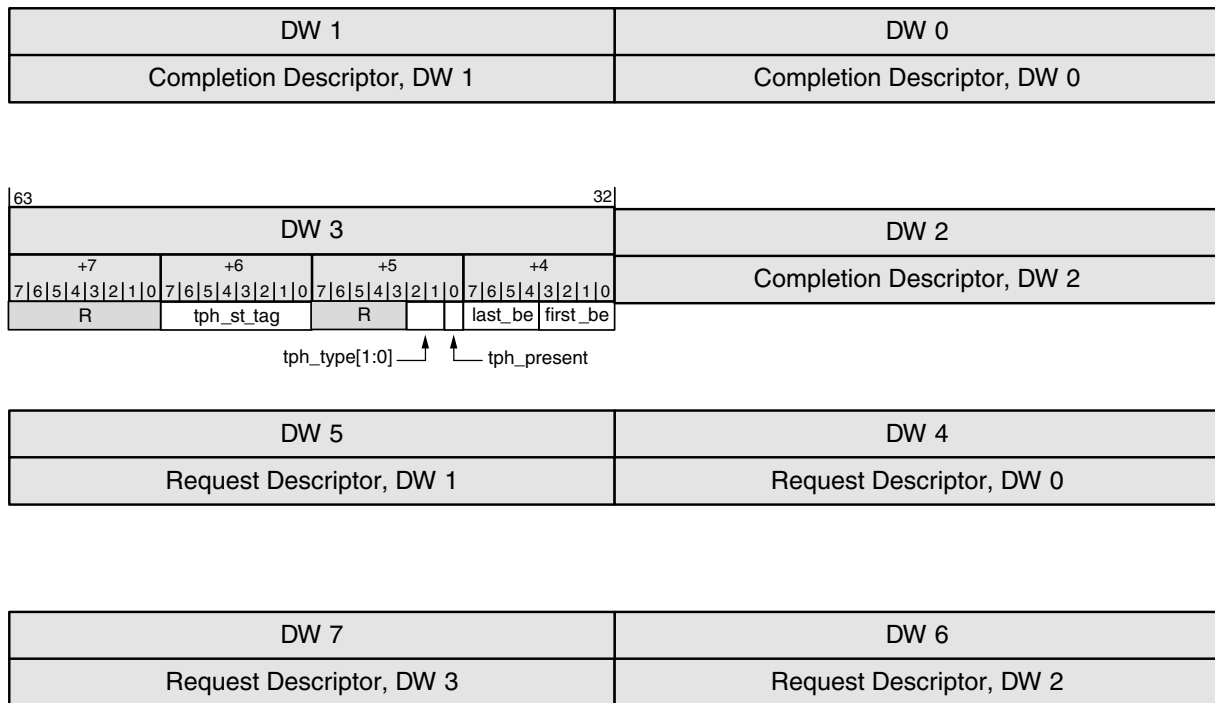 DW 1 DW 0
Completion Descriptor, DW 1 Completion Descriptor, DW 0
63 32
DW 3 DW 2
+7 +6 +5 +4
Completion Descriptor, DW 2
7 6 5 4 3 2 1 0 7 6 5 4 3 2 1 0 7 6 5 4 3 2 1 0 7 6 5 4 3 2 1 0
R tph_st_tag R last_be first_be
tph_type[1:0] tph_present
DW 5 DW 4
Request Descriptor, DW 1 Request Descriptor, DW 0
DW 7 DW 6
Request Descriptor, DW 3 Request Descriptor, DW 2